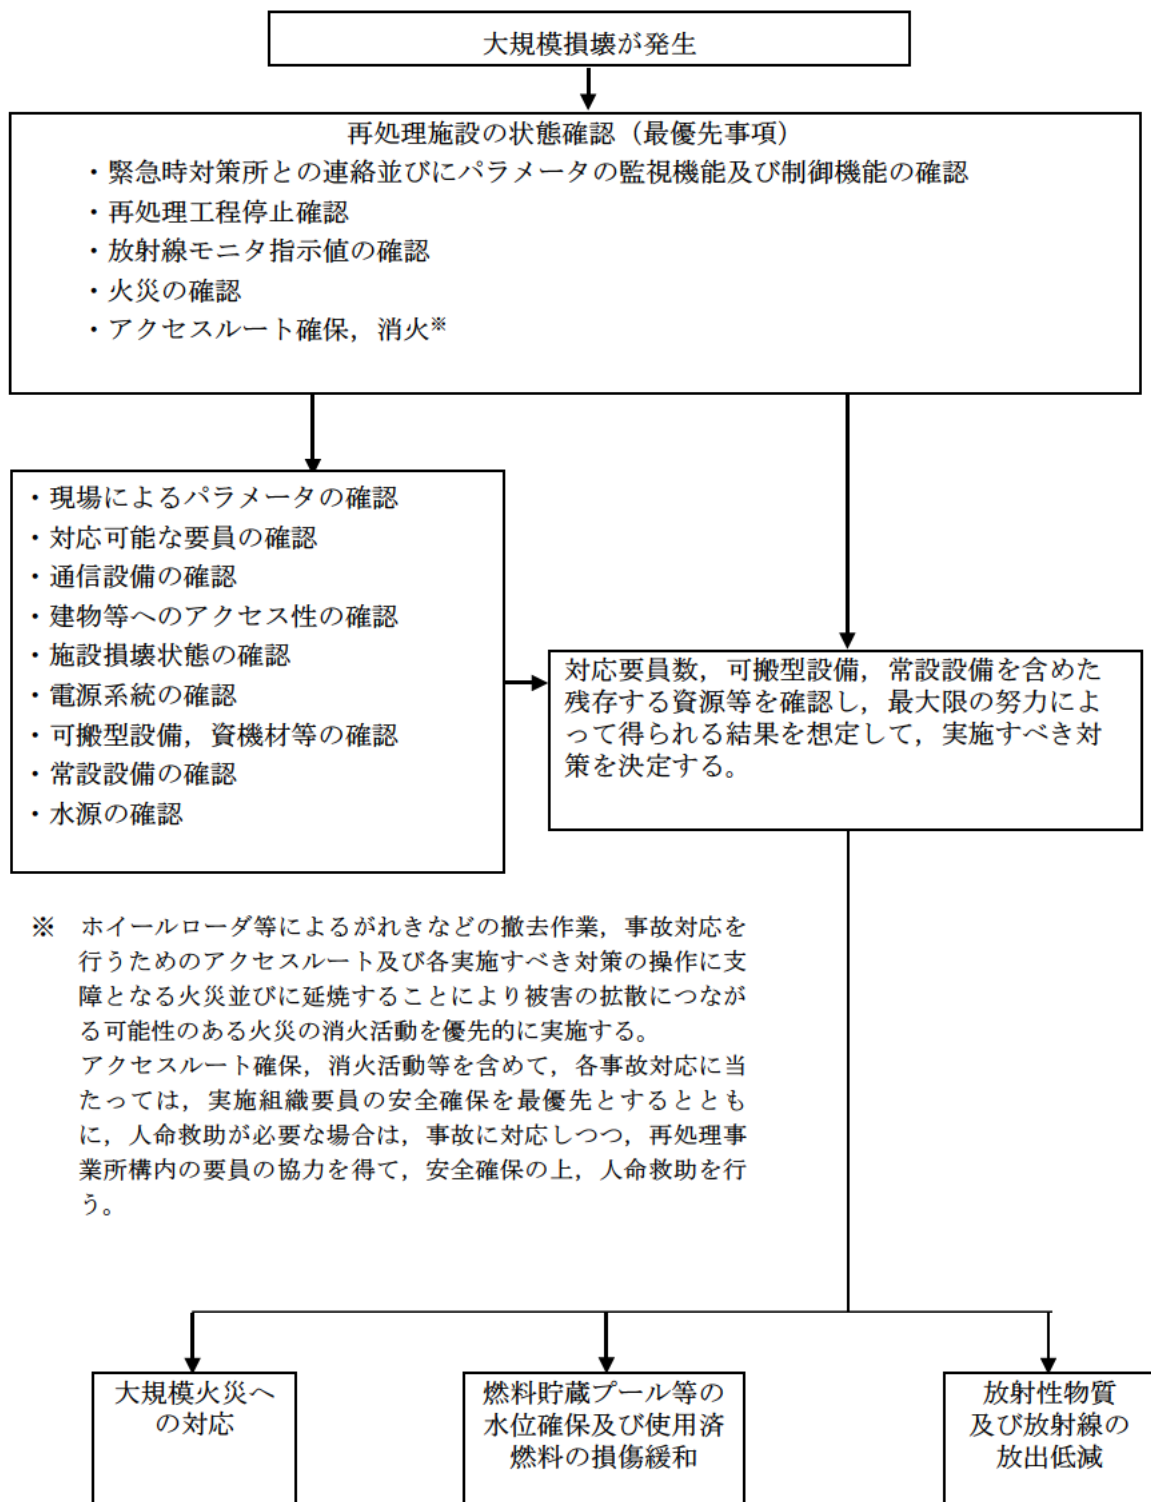 大規模損壊が発生
再処理施設の状態確認（最優先事項）
・緊急時対策所との連絡並びにパラメータの監視機能及び制御機能の確認
・再処理工程停止確認
・放射線モニタ指示値の確認
・火災の確認
・アクセスルート確保，消火※
・現場によるパラメータの確認
・対応可能な要員の確認
・通信設備の確認
・建物等へのアクセス性の確認
・施設損壊状態の確認
・電源系統の確認
・可搬型設備，資機材等の確認
・常設設備の確認
・水源の確認
対応要員数，可搬型設備，常設設備を含めた
残存する資源等を確認し，最大限の努力によ
って得られる結果を想定して，実施すべき対
策を決定する。
※　ホイールローダ等によるがれきなどの撤去作業，事故対応を
行うためのアクセスルート及び各実施すべき対策の操作に支
障となる火災並びに延焼することにより被害の拡散につなが
る可能性のある火災の消火活動を優先的に実施する。
アクセスルート確保，消火活動等を含めて，各事故対応に当
たっては，実施組織要員の安全確保を最優先とするととも
に，人命救助が必要な場合は，事故に対応しつつ，再処理事
業所構内の要員の協力を得て，安全確保の上，人命救助を行
う。
大規模火災へ
の対応
燃料貯蔵プール等の
水位確保及び使用済
燃料の損傷緩和
放射性物質
及び放射線の
放出低減